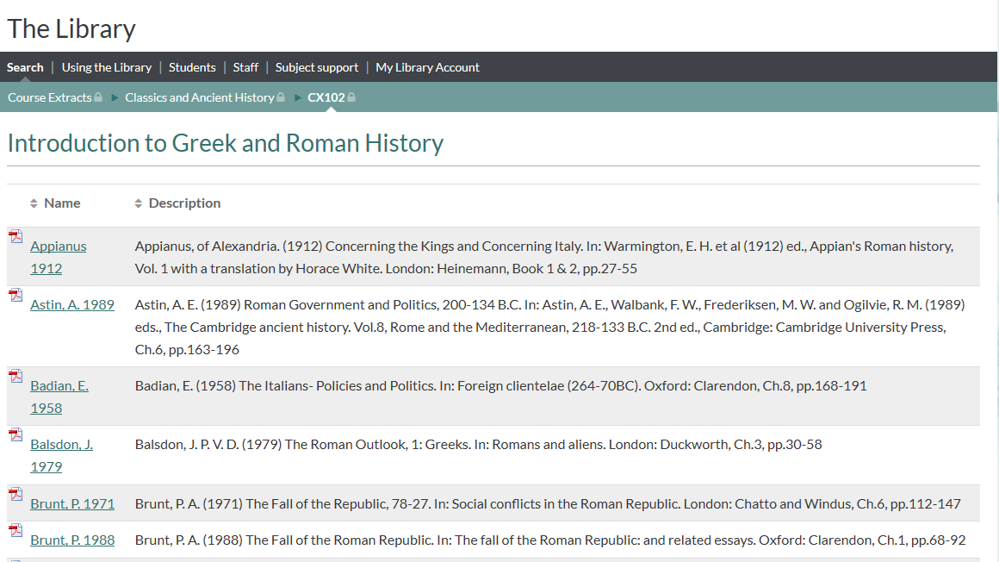 The Library
Search | Using the Library | Students | Staff | Subject support | My Library Account
Course Extracts Classics and Ancient History CX102
Introduction to Greek and Roman History
Name Description
Appianus 1912 Appianus, of Alexandria. (1912) Concerning the Kings and Concerning Italy. In: Warmington, E. H. et al (1912) ed., Appian's Roman history,
Vol. 1 with a translation by Horace White. London: Heinemann, Book 1 & 2, pp.27-55
Astin, A. 1989 Astin, A. E. (1989) Roman Government and Politics, 200-134 B.C. In: Astin, A. E., Walbank, F. W., Frederiksen, M. W. and Ogilvie, R. M. (1989)
eds., The Cambridge ancient history. Vol.8, Rome and the Mediterranean, 218-133 B.C. 2nd ed., Cambridge: Cambridge University Press,
Ch.6, pp.163-196
Badian, E. 1958 Badian, E. (1958) The Italians- Policies and Politics. In: Foreign clientelae (264-70BC). Oxford: Clarendon, Ch.8, pp.168-191
Balsdon, J. 1979 Balsdon, J. P. V. D. (1979) The Roman Outlook, 1: Greeks. In: Romans and aliens. London: Duckworth, Ch.3, pp.30-58
Brunt, P. 1971 Brunt, P. A. (1971) The Fall of the Republic, 78-27. In: Social conflicts in the Roman Republic. London: Chatto and Windus, Ch.6, pp.112-147
Brunt, P. 1988 Brunt, P. A. (1988) The Fall of the Roman Republic. In: The fall of the Roman Republic: and related essays. Oxford: Clarendon, Ch.1, pp.68-92